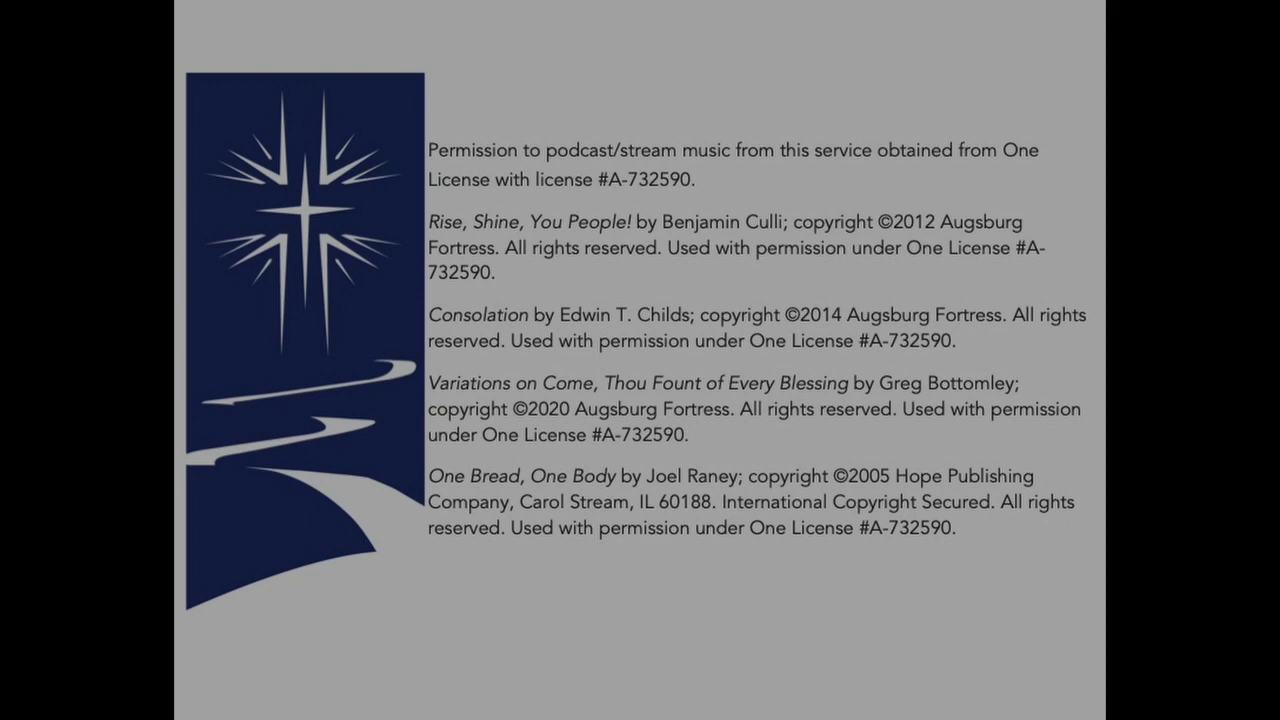 Permission to podcast/stream music from this service obtained from One
License with license #A-732590.
Rise, Shine, You People! by Benjamin Culli; copyright ©2012 Augsburg
Fortress. All rights reserved. Used with permission under One License #A-
732590.
Consolation by Edwin T. Childs; copyright ©2014 Augsburg Fortress. All rights
reserved. Used with permission under One License #A-732590.
Variations on Come, Thou Fount of Every Blessing by Greg Bottomley;
copyright ©2020 Augsburg Fortress. All rights reserved. Used with permission
under One License #A-732590.
One Bread, One Body by Joel Raney; copyright ©2005 Hope Publishing
Company, Carol Stream, IL 60188. International Copyright Secured. All rights
reserved. Used with permission under One License #A-732590.